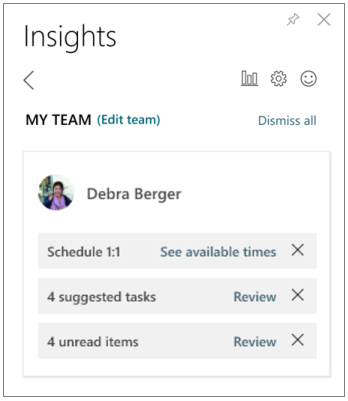 Insights
MY TEAM (Edit team) Dismiss all
Debra Berger
Schedule 1:1 See available times
4 suggested tasks Review
4 unread items Review